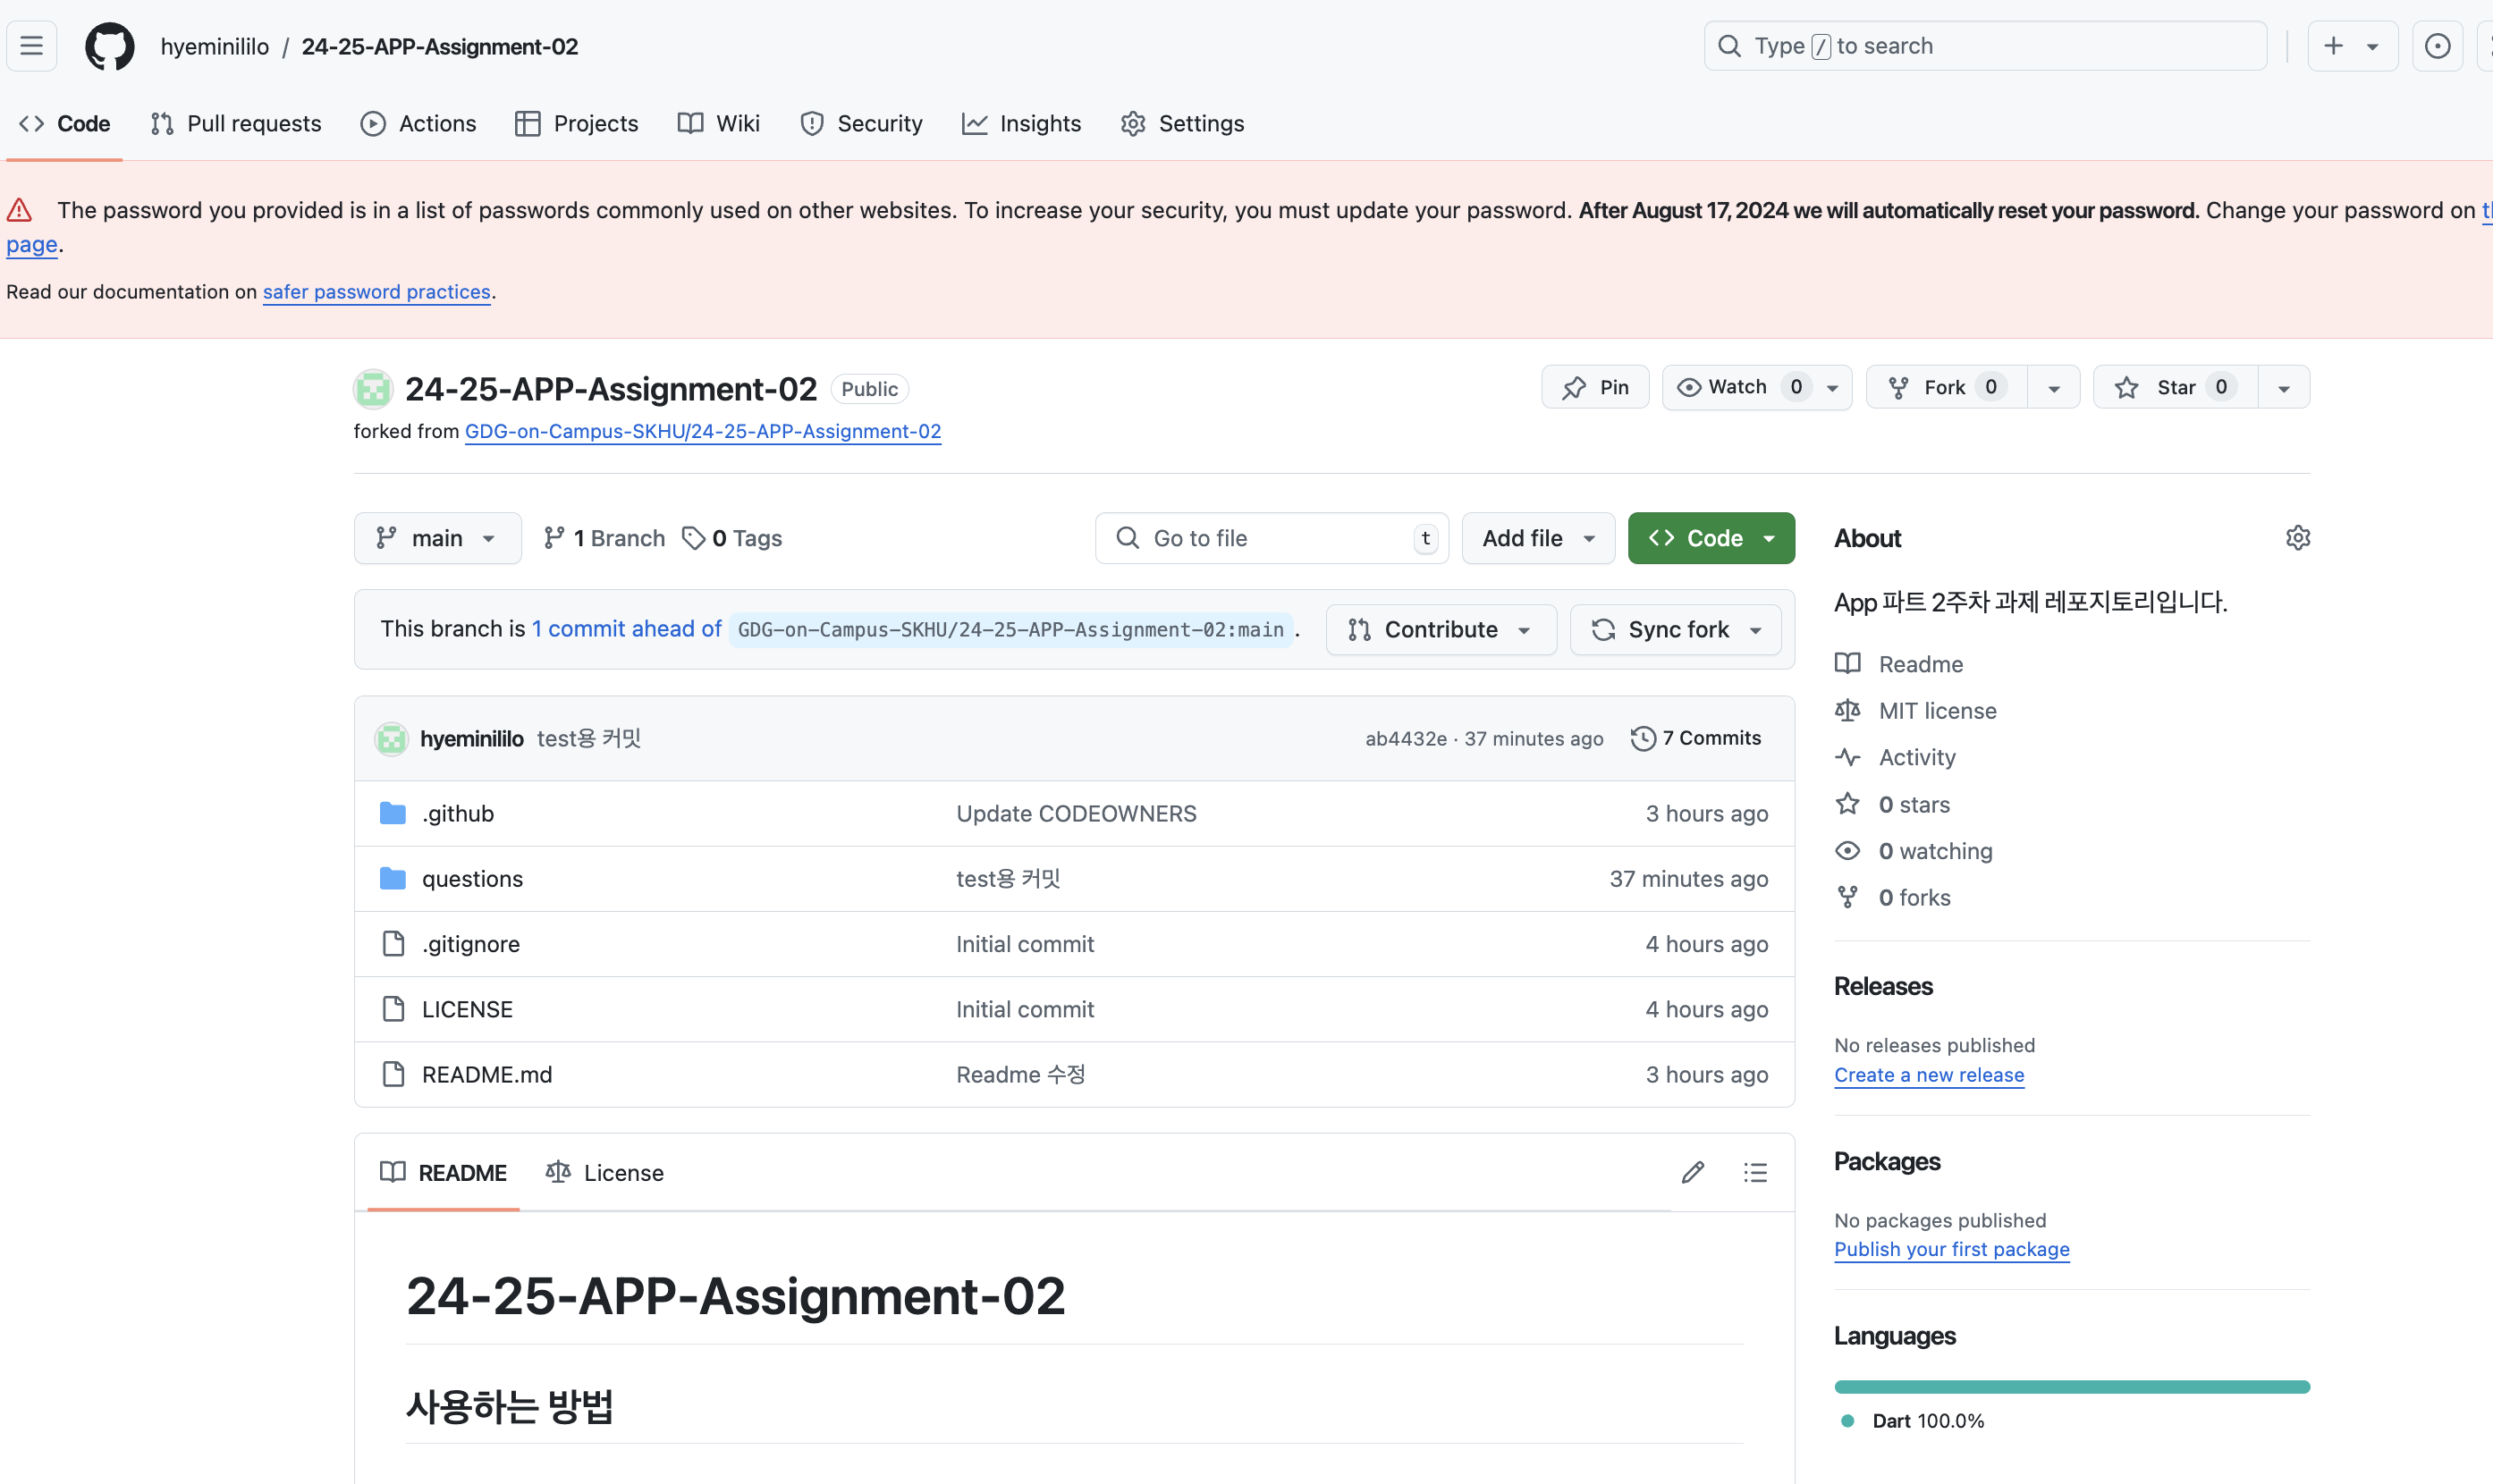 hyeminililo / 24-25-APP-Assignment-02
Type / to search
Code Pull requests Actions Projects Wiki Security Insights Settings
The password you provided is in a list of passwords commonly used on other websites. To increase your security, you must update your password. After August 17, 2024 we will automatically reset your password. Change your password on
page.
Read our documentation on safer password practices.
24-25-APP-Assignment-02 Public
Pin Watch 0 Fork 0 Star 0
forked from GDG-on-Campus-SKHU/24-25-APP-Assignment-02
main 1 Branch 0 Tags
Go to file t Add file Code
This branch is 1 commit ahead of GDG-on-Campus-SKHU/24-25-APP-Assignment-02:main .
Contribute Sync fork
hyeminililo test용 커밋 ab4432e · 37 minutes ago 7 Commits
.github Update CODEOWNERS 3 hours ago
questions test용 커밋 37 minutes ago
.gitignore Initial commit 4 hours ago
LICENSE Initial commit 4 hours ago
README.md Readme 수정 3 hours ago
README License
24-25-APP-Assignment-02
사용하는 방법
About
App 파트 2주차 과제 레포지토리입니다.
Readme
MIT license
Activity
0 stars
0 watching
0 forks
Releases
No releases published
Create a new release
Packages
No packages published
Publish your first package
Languages
Dart 100.0%